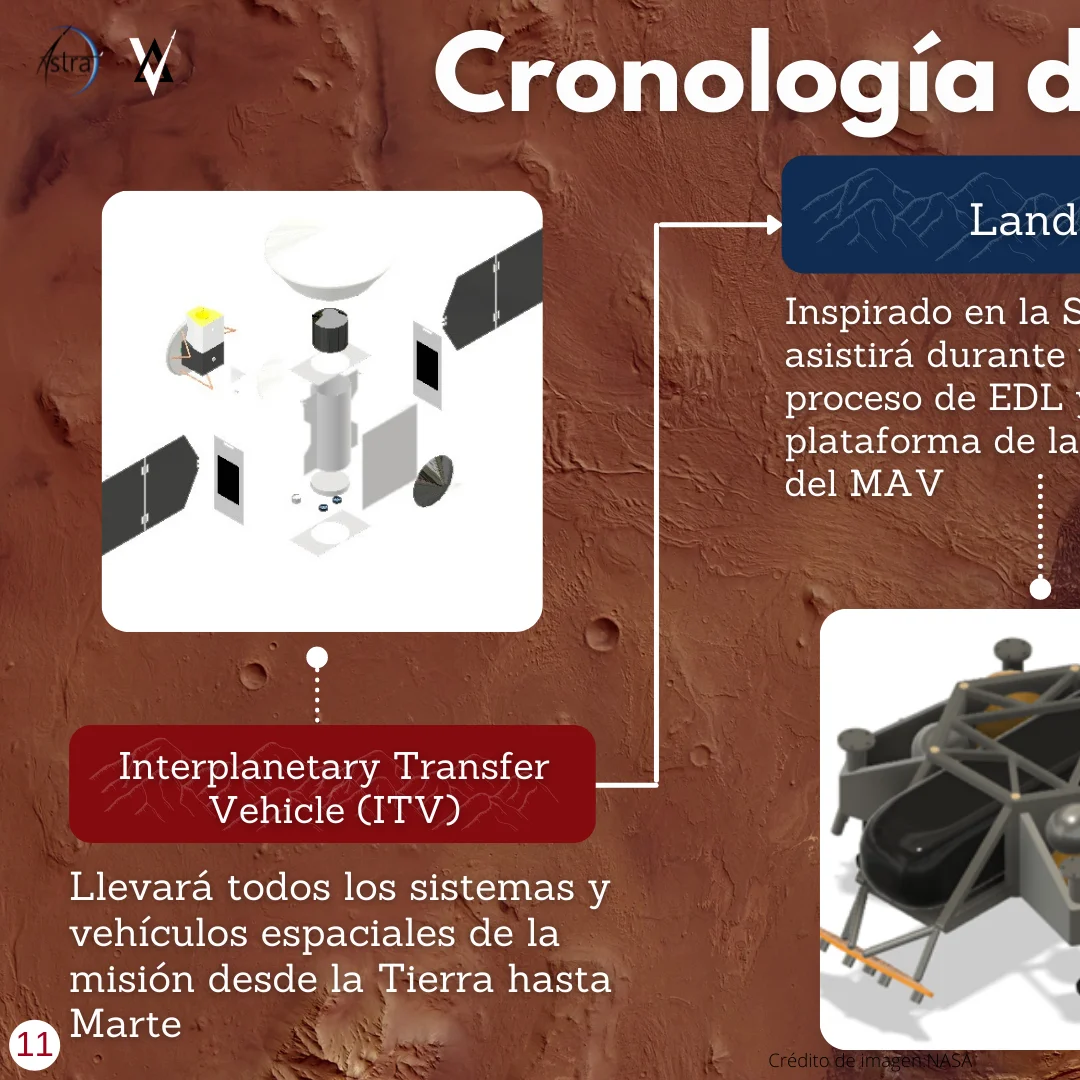 Astra
Cronología d
Land
Inspirado en la S
asistirá durante
proceso de EDL y
plataforma de la
del MAV
Interplanetary Transfer
Vehicle (ITV)
Llevará todos los sistemas y
vehículos espaciales de la
misión desde la Tierra hasta
Marte
11
Crédito de imagen NASA